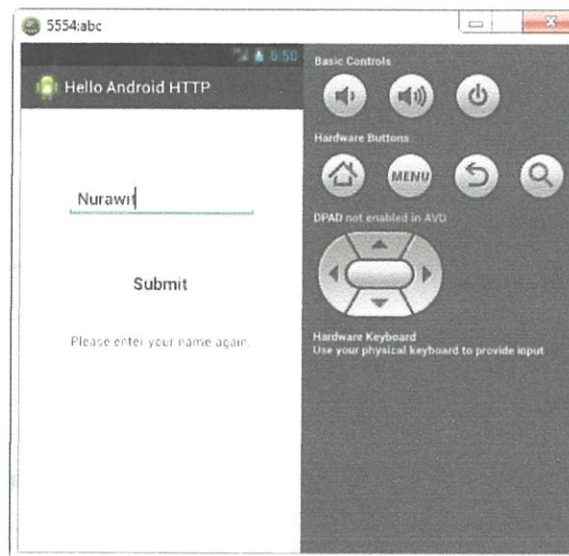 5554:abc
6:50
Hello Android HTTP
Nurawit
Submit
Please enter your name again.
Basic Controls
Hardware Buttons
MENU
DPAD not enabled in AVD
Hardware Keyboard
Use your physical keyboard to provide input